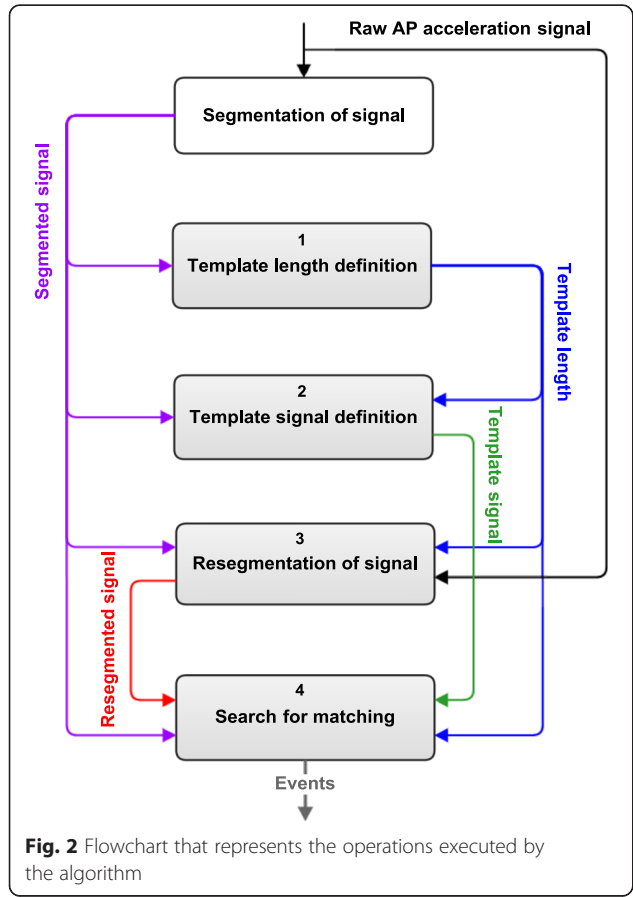 Raw AP acceleration signal
Segmentation of signal
Segmented signal
1
Template length definition
Template length
2
Template signal definition
Template signal
3
Resegmentation of signal
Resegmented signal
4
Search for matching
Events
Fig. 2 Flowchart that represents the operations executed by
the algorithm